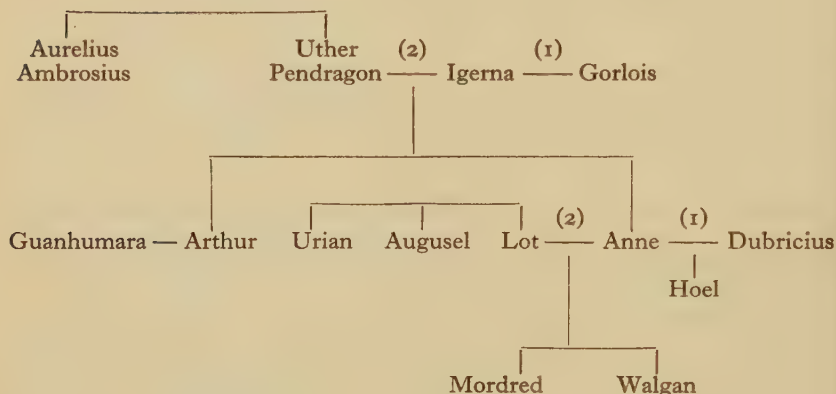 Aurelius Uther (2) (1)
Ambrosius Pendragon Igerna Gorlois
(2) (1)
Guanhumara Arthur Urian Augusel Lot Anne Dubricius
Hoel
Mordred Walgan